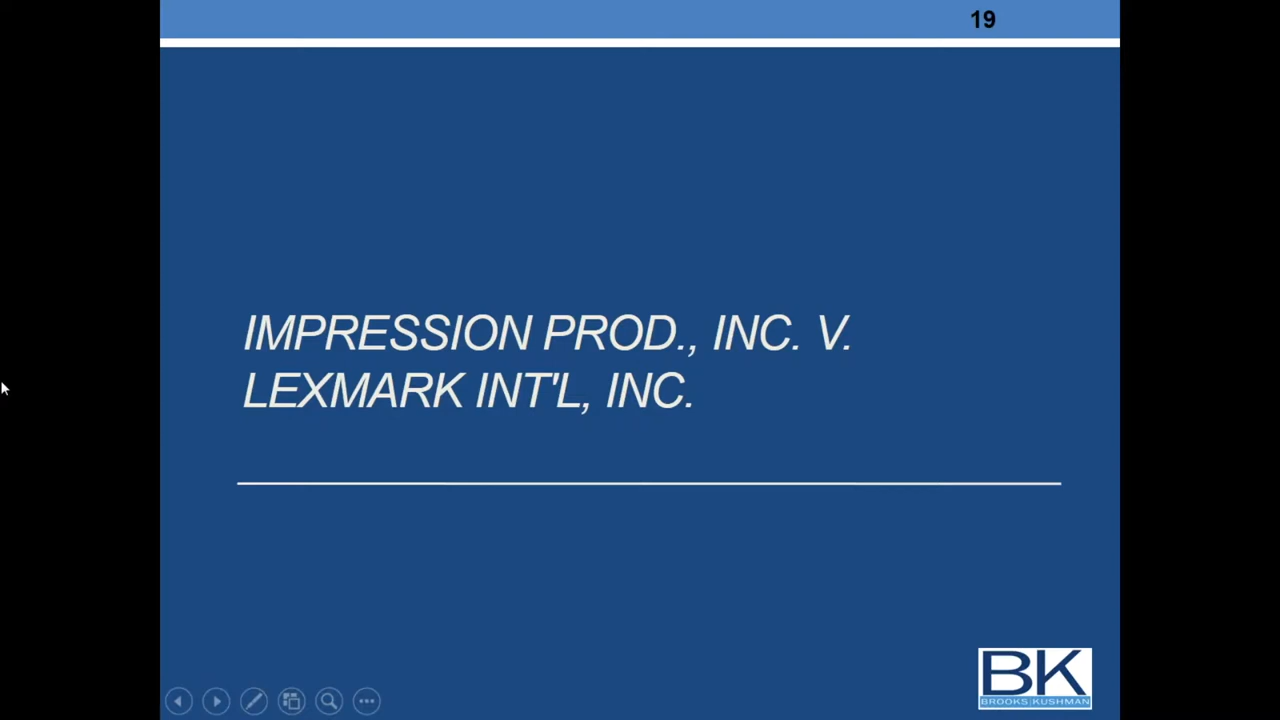 19
IMPRESSION PROD., INC. V.
LEXMARK INT'L, INC.
BK
BROOKS KUSHMAN